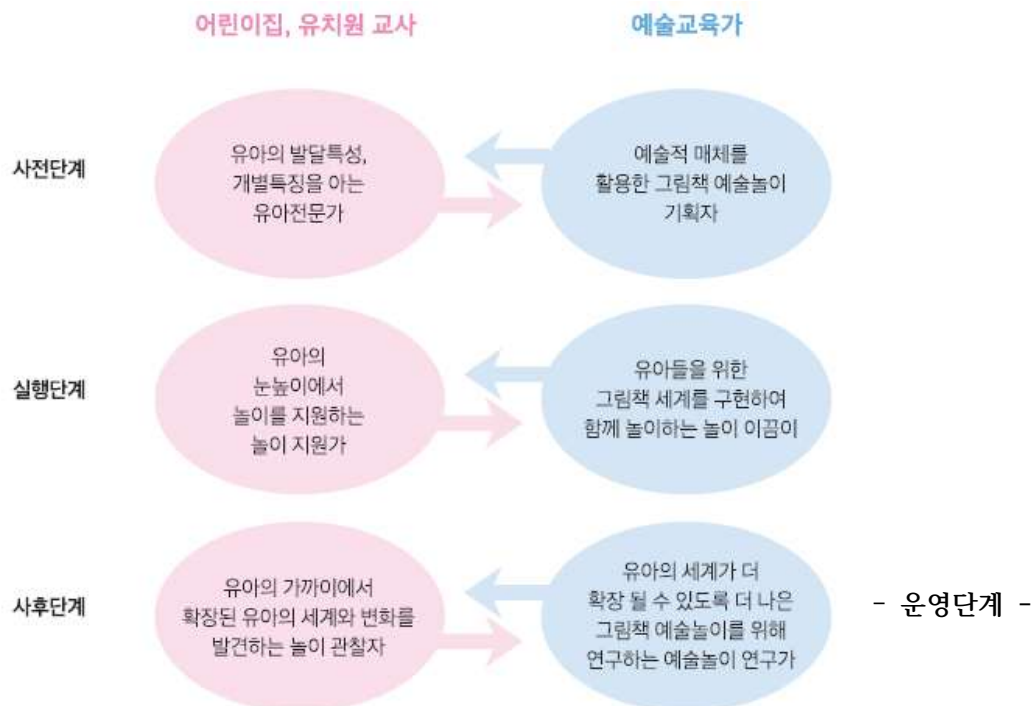 어린이집, 유치원 교사
예술교육가
사전단계
유아의 발달특성,
개별특징을 아는
유아전문가
예술적 매체를
활용한 그림책 예술놀이
기획자
실행단계
유아의
눈높이에서
놀이를 지원하는
놀이 지원가
유아들을 위한
그림책 세계를 구현하여
함께 놀이하는 놀이 이끔이
사후단계
유아의 가까이에서
확장된 유아의 세계와 변화를
발견하는 놀이 관찰자
유아의 세계가 더
확장 될 수 있도록 더 나은
그림책 예술놀이를 위해
연구하는 예술놀이 연구가
- 운영단계 -